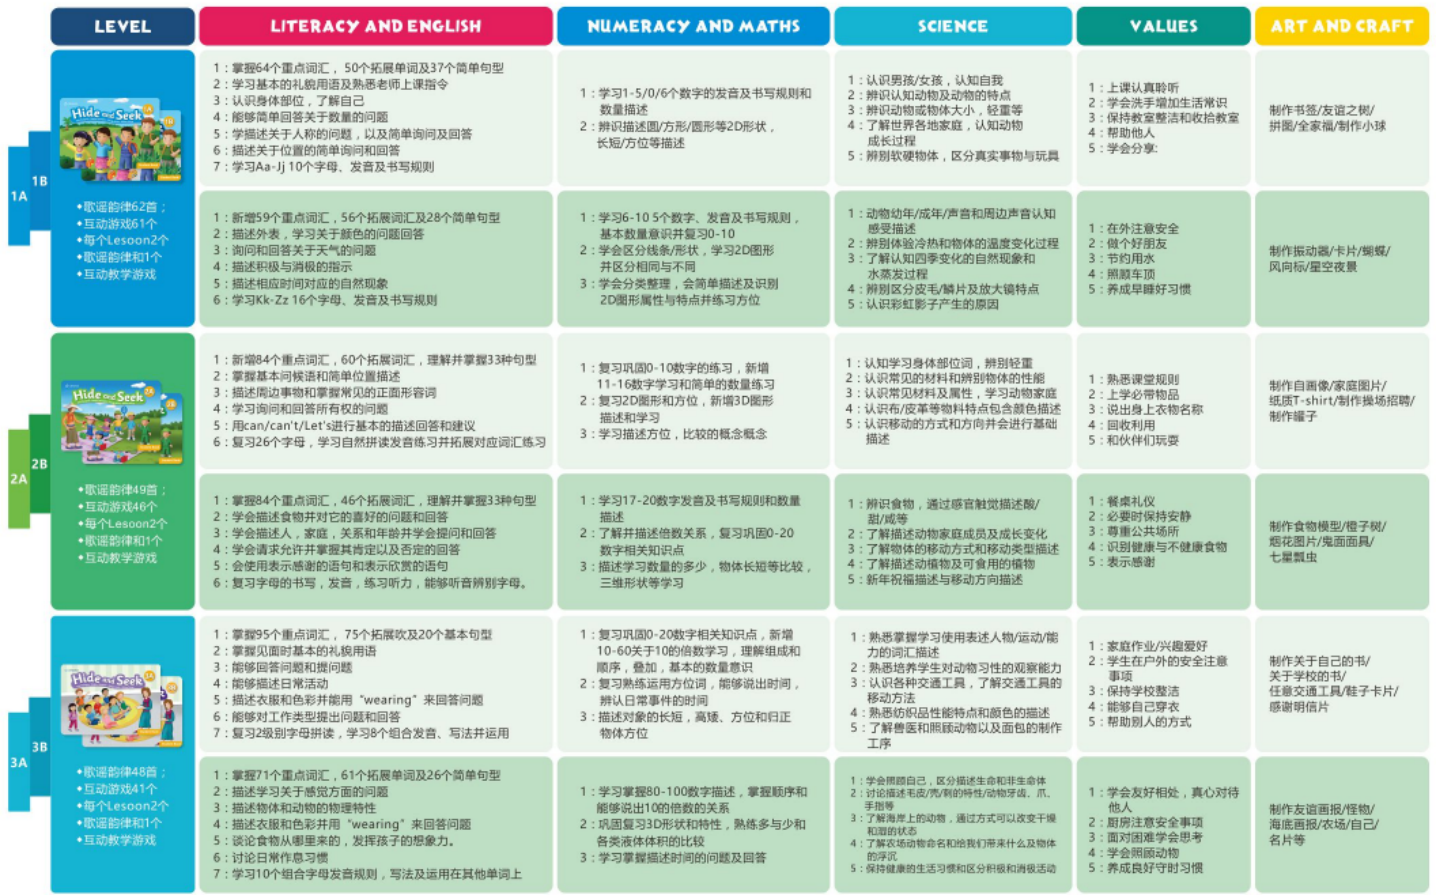 LEVEL
LITERACY AND ENGLISH
NUMERACY AND MATHS
SCIENCE
VALUES
ART AND CRAFT
1A
1B
Hide and Seek
1A
1B
◆歌谣韵律62首；
◆互动游戏61个
◆每个Lesoon2个
◆歌谣韵律和1个
◆互动教学游戏
1：掌握64个重点词汇，50个拓展单词及37个简单句型
2：学习基本的礼貌用语及熟悉老师上课指令
3：认识身体部位，了解自己
4：能够简单回答关于数量的问题
5：学描述关于人称的问题，以及简单询问及回答
6：描述关于位置的简单询问和回答
7：学习Aa-Jj 10个字母、发音及书写规则
1：学习1-5/0/6个数字的发音及书写规则和
数量描述
2：辨识描述圆/方形/圆形等2D形状，
长短/方位等描述
1：认识男孩/女孩，认知自我
2：辨识认知动物及动物的特点
3：辨识动物或物体大小，轻重等
4：了解世界各地家庭，认知动物
成长过程
5：辨别软硬物体，区分真实事物与玩具
1：上课认真聆听
2：学会洗手增加生活常识
3：保持教室整洁和收拾教室
4：帮助他人
5：学会分享:
制作书签/友谊之树/
拼图/全家福/制作小球
1：新增59个重点词汇，56个拓展词汇及28个简单句型
2：描述外表，学习关于颜色的问题回答
3：询问和回答关于天气的问题
4：描述积极与消极的指示
5：描述相应时间对应的自然现象
6：学习Kk-Zz 16个字母、发音及书写规则
1：学习6-10 5个数字、发音及书写规则，
基本数量意识并复习0-10
2：学会区分线条/形状，学习2D图形
并区分相同与不同
3：学会分类整理，会简单描述及识别
2D图形属性与特点并练习方位
1：动物幼年/成年/声音和周边声音认知
感受描述
2：辨别体验冷热和物体的温度变化过程
3：了解认知四季变化的自然现象和
水蒸发过程
4：辨别区分皮毛/鳞片及放大镜特点
5：认识彩虹影子产生的原因
1：在外注意安全
2：做个好朋友
3：节约用水
4：照顾车顶
5：养成早睡好习惯
制作振动器/卡片/蝴蝶/
风向标/星空夜景
2A
2B
Hide and Seek
2A
2B
◆歌谣韵律49首；
◆互动游戏46个
◆每个Lesoon2个
◆歌谣韵律和1个
◆互动教学游戏
1：新增84个重点词汇，60个拓展词汇，理解并掌握33种句型
2：掌握基本问候语和简单位置描述
3：描述周边事物和掌握常见的正面形容词
4：学习询问和回答所有权的问题
5：用can/can't/Let's进行基本的描述回答和建议
6：复习26个字母，学习自然拼读发音练习并拓展对应词汇练习
1：复习巩固0-10数字的练习，新增
11-16数字学习和简单的数量练习
2：复习2D图形和方位，新增3D图形
描述和学习
3：学习描述方位，比较的概念概念
1：认知学习身体部位词，辨别轻重
2：认识常见的材料和辨别物体的性能
3：认识常见材料及属性，学习动物家庭
4：认识布/皮革等物料特点包含颜色描述
5：认识移动的方式和方向并会进行基础
描述
1：熟悉课堂规则
2：上学必带物品
3：说出身上衣物名称
4：回收利用
5：和伙伴们玩耍
制作自画像/家庭图片/
纸质T-shirt/制作操场招聘/
制作罐子
1：掌握84个重点词汇，46个拓展词汇，理解并掌握33种句型
2：学会描述食物并对它的喜好的问题和回答
3：学会描述人，家庭，关系和年龄并学会提问和回答
4：学会请求允许并掌握其肯定以及否定的回答
5：会使用表示感谢的语句和表示欣赏的语句
6：复习字母的书写，发音，练习听力，能够听音辨别字母。
1：学习17-20数字发音及书写规则和数量
描述
2：了解并描述倍数关系，复习巩固0-20
数字相关知识点
3：描述学习数量的多少，物体长短等比较，
三维形状等学习
1：辨识食物，通过感官触觉描述酸/
甜/咸等
2：了解描述动物家庭成员及成长变化
3：了解物体的移动方式和移动类型描述
4：了解描述动植物及可食用的植物
5：新年祝福描述与移动方向描述
1：餐桌礼仪
2：必要时保持安静
3：尊重公共场所
4：识别健康与不健康食物
5：表示感谢
制作食物模型/橙子树/
烟花图片/鬼面面具/
七星瓢虫
3A
3B
Hide and Seek
3A
◆歌谣韵律48首；
◆互动游戏41个
◆每个Lesoon2个
◆歌谣韵律和1个
◆互动教学游戏
1：掌握95个重点词汇，75个拓展吹及20个基本句型
2：掌握见面时基本的礼貌用语
3：能够回答问题和提问题
4：能够描述日常活动
5：描述衣服和色彩并能用“wearing”来回答问题
6：能够对工作类型提出问题和回答
7：复习2级别字母拼读，学习8个组合发音、写法并运用
1：复习巩固0-20数字相关知识点，新增
10-60关于10的倍数学习，理解组成和
顺序，叠加，基本的数量意识
2：复习熟练运用方位词，能够说出时间，
辨认日常事件的时间
3：描述对象的长短，高矮、方位和归正
物体方位
1：熟悉掌握学习使用表述人物/运动/能
力的词汇描述
2：熟悉培养学生对动物习性的观察能力
3：认识各种交通工具，了解交通工具的
移动方法
4：熟悉纺织品性能特点和颜色的描述
5：了解兽医和照顾动物以及面包的制作
工序
1：家庭作业/兴趣爱好
2：学生在户外的安全注意
事项
3：保持学校整洁
4：能够自己穿衣
5：帮助别人的方式
制作关于自己的书/
关于学校的书/
任意交通工具/鞋子卡片/
感谢明信片
1：掌握71个重点词汇，61个拓展单词及26个简单句型
2：描述学习关于感觉方面的问题
3：描述物体和动物的物理特性
4：描述衣服和色彩并用“wearing”来回答问题
5：谈论食物从哪里来的，发挥孩子的想象力。
6：讨论日常作息习惯
7：学习10个组合字母发音规则，写法及运用在其他单词上
1：学习掌握80-100数字描述，掌握顺序和
能够说出10的倍数的关系
2：巩固复习3D形状和特性，熟练多与少和
各类液体体积的比较
3：学习掌握描述时间的问题及回答
1：学会照顾自己，区分描述生命和非生命体
2：讨论描述毛皮/壳/刺的特性/动物牙齿、爪、
手指等
3：了解海岸上的动物，通过方式可以改变干燥
和湿的状态
4：了解农场动物命名和给我们带来什么及物体
的浮沉
5：保持健康的生活习惯和区分积极和消极活动
1：学会友好相处，真心对待
他人
2：厨房注意安全事项
3：面对困难学会思考
4：学会照顾动物
5：养成良好守时习惯
制作友谊画报/怪物/
海底画报/农场/自己/
名片等